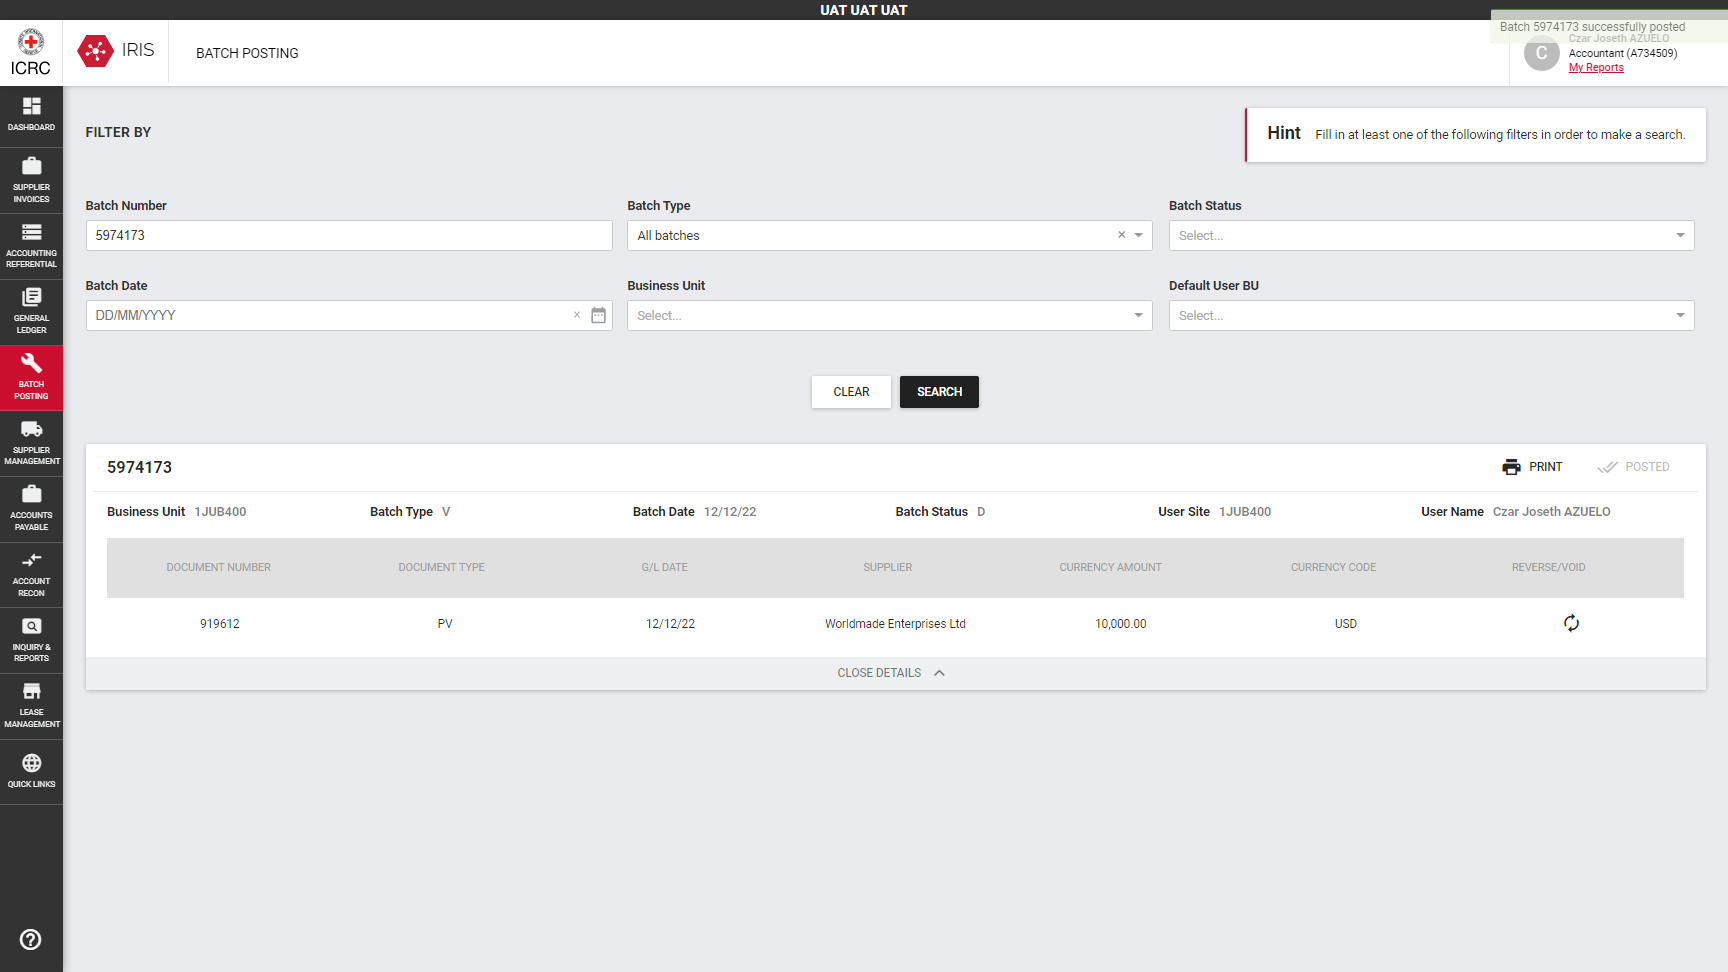 UAT UAT UAT
Batch 5974173 successfully posted
ICRC
IRIS
BATCH POSTING
C
Czar Joseth AZUELO
Accountant (A734509)
My Reports
DASHBOARD
SUPPLIER
INVOICES
ACCOUNTING
REFERENTIAL
GENERAL
LEDGER
BATCH
POSTING
SUPPLIER
MANAGEMENT
ACCOUNTS
PAYABLE
ACCOUNT
RECON
INQUIRY &
REPORTS
LEASE
MANAGEMENT
QUICK LINKS
FILTER BY
Hint Fill in at least one of the following filters in order to make a search.
Batch Number Batch Type Batch Status
5974173 All batches × Select...
Batch Date Business Unit Default User BU
DD/MM/YYYY × Select... Select...
CLEAR SEARCH
5974173 PRINT POSTED
Business Unit 1JUB400 Batch Type V Batch Date 12/12/22 Batch Status D User Site 1JUB400 User Name Czar Joseth AZUELO
DOCUMENT NUMBER DOCUMENT TYPE G/L DATE SUPPLIER CURRENCY AMOUNT CURRENCY CODE REVERSE/VOID
919612 PV 12/12/22 Worldmade Enterprises Ltd 10,000.00 USD
CLOSE DETAILS